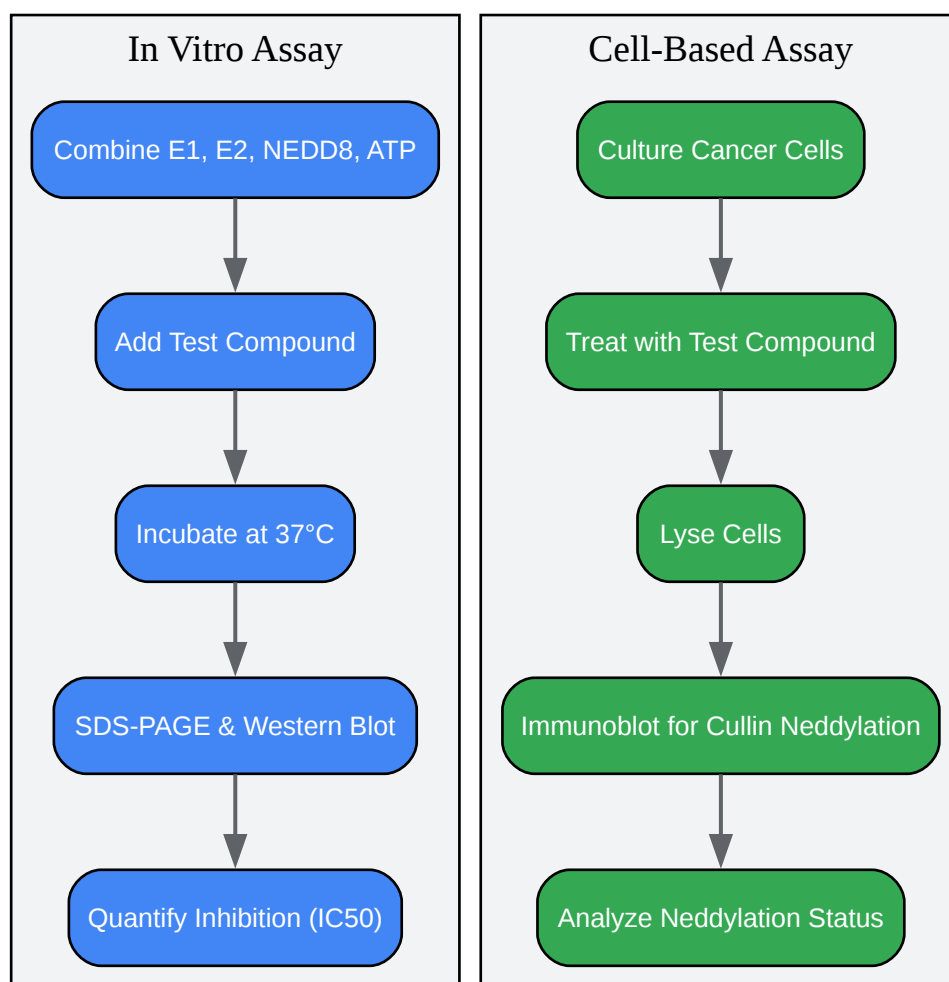 In Vitro Assay
Combine E1, E2, NEDD8, ATP
Add Test Compound
Incubate at 37°C
SDS-PAGE & Western Blot
Quantify Inhibition (IC50)
Cell-Based Assay
Culture Cancer Cells
Treat with Test Compound
Lyse Cells
Immunoblot for Cullin Neddylation
Analyze Neddylation Status